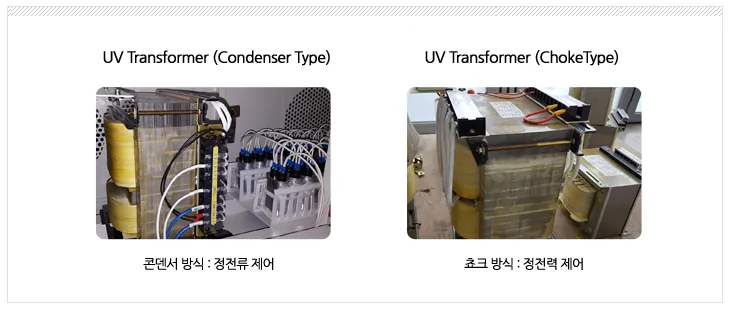 UV Transformer (Condenser Type)
UV Transformer (ChokeType)
콘덴서 방식 : 정전류 제어
쵸크 방식 : 정전력 제어